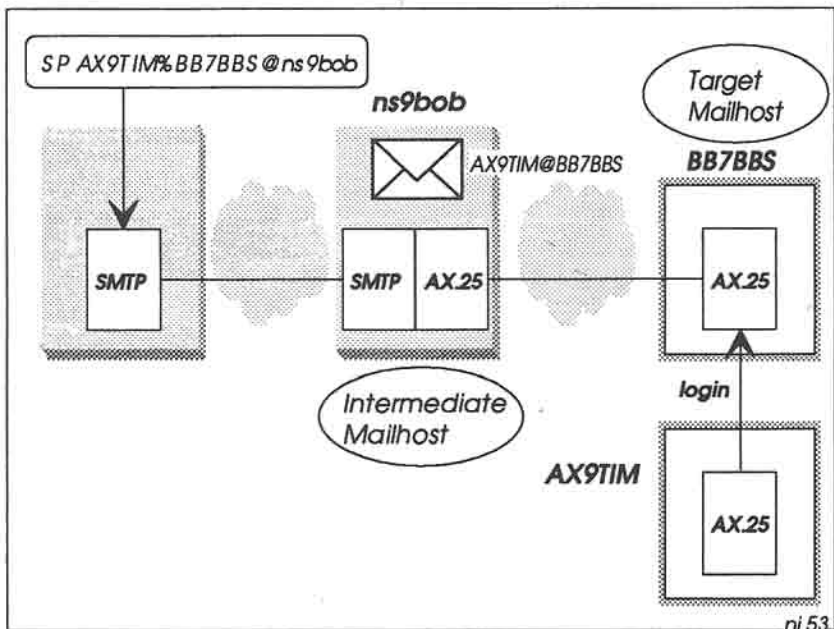 SP AX9TIM%BB7BBS@ns9bob
ns9bob
AX9TIM@BB7BBS
Target
Mailhost
BB7BBS
SMTP
SMTP
AX.25
AX.25
Intermediate
Mailhost
login
AX9TIM
AX.25
ni 53